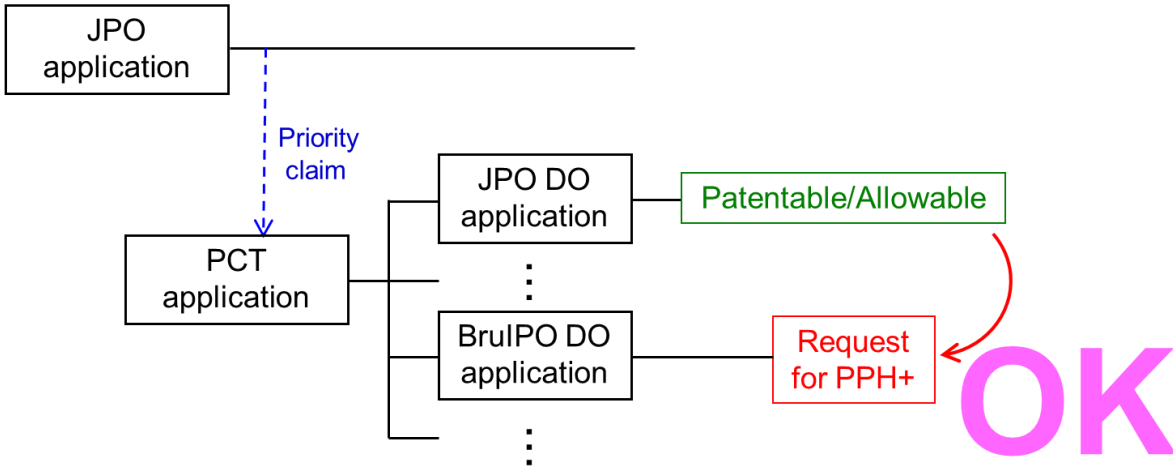 JPO
application
Priority
claim
JPO DO
application
Patentable/Allowable
PCT
application
BruIPO DO
application
Request
for PPH+
OK